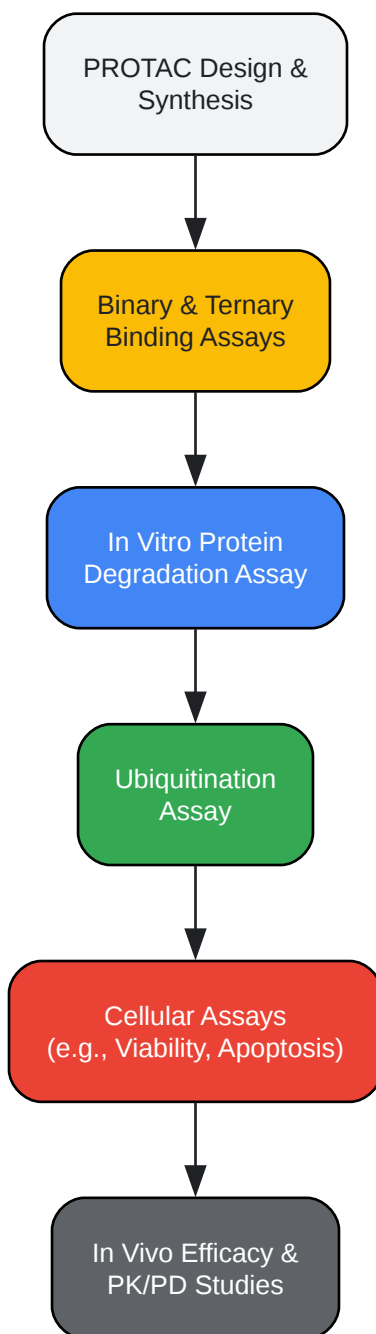 PROTAC Design &
Synthesis
Binary & Ternary
Binding Assays
In Vitro Protein
Degradation Assay
Ubiquitination
Assay
Cellular Assays
(e.g., Viability, Apoptosis)
In Vivo Efficacy &
PK/PD Studies